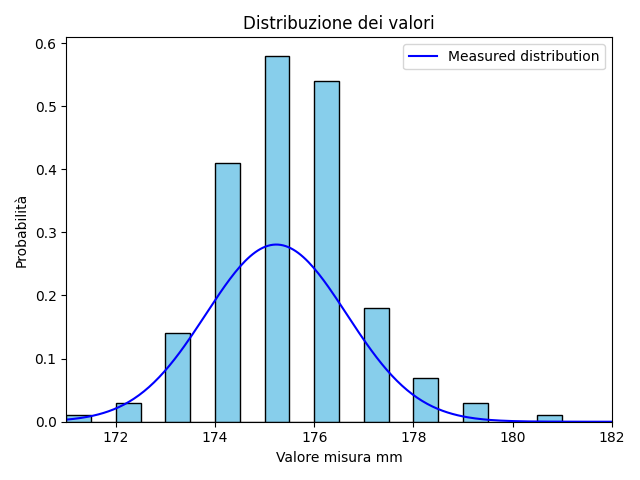 Distribuzione dei valori
Measured distribution
Probabilità
0.6
0.5
0.4
0.3
0.2
0.1
0.0
172 174 176 178 180 182
Valore misura mm